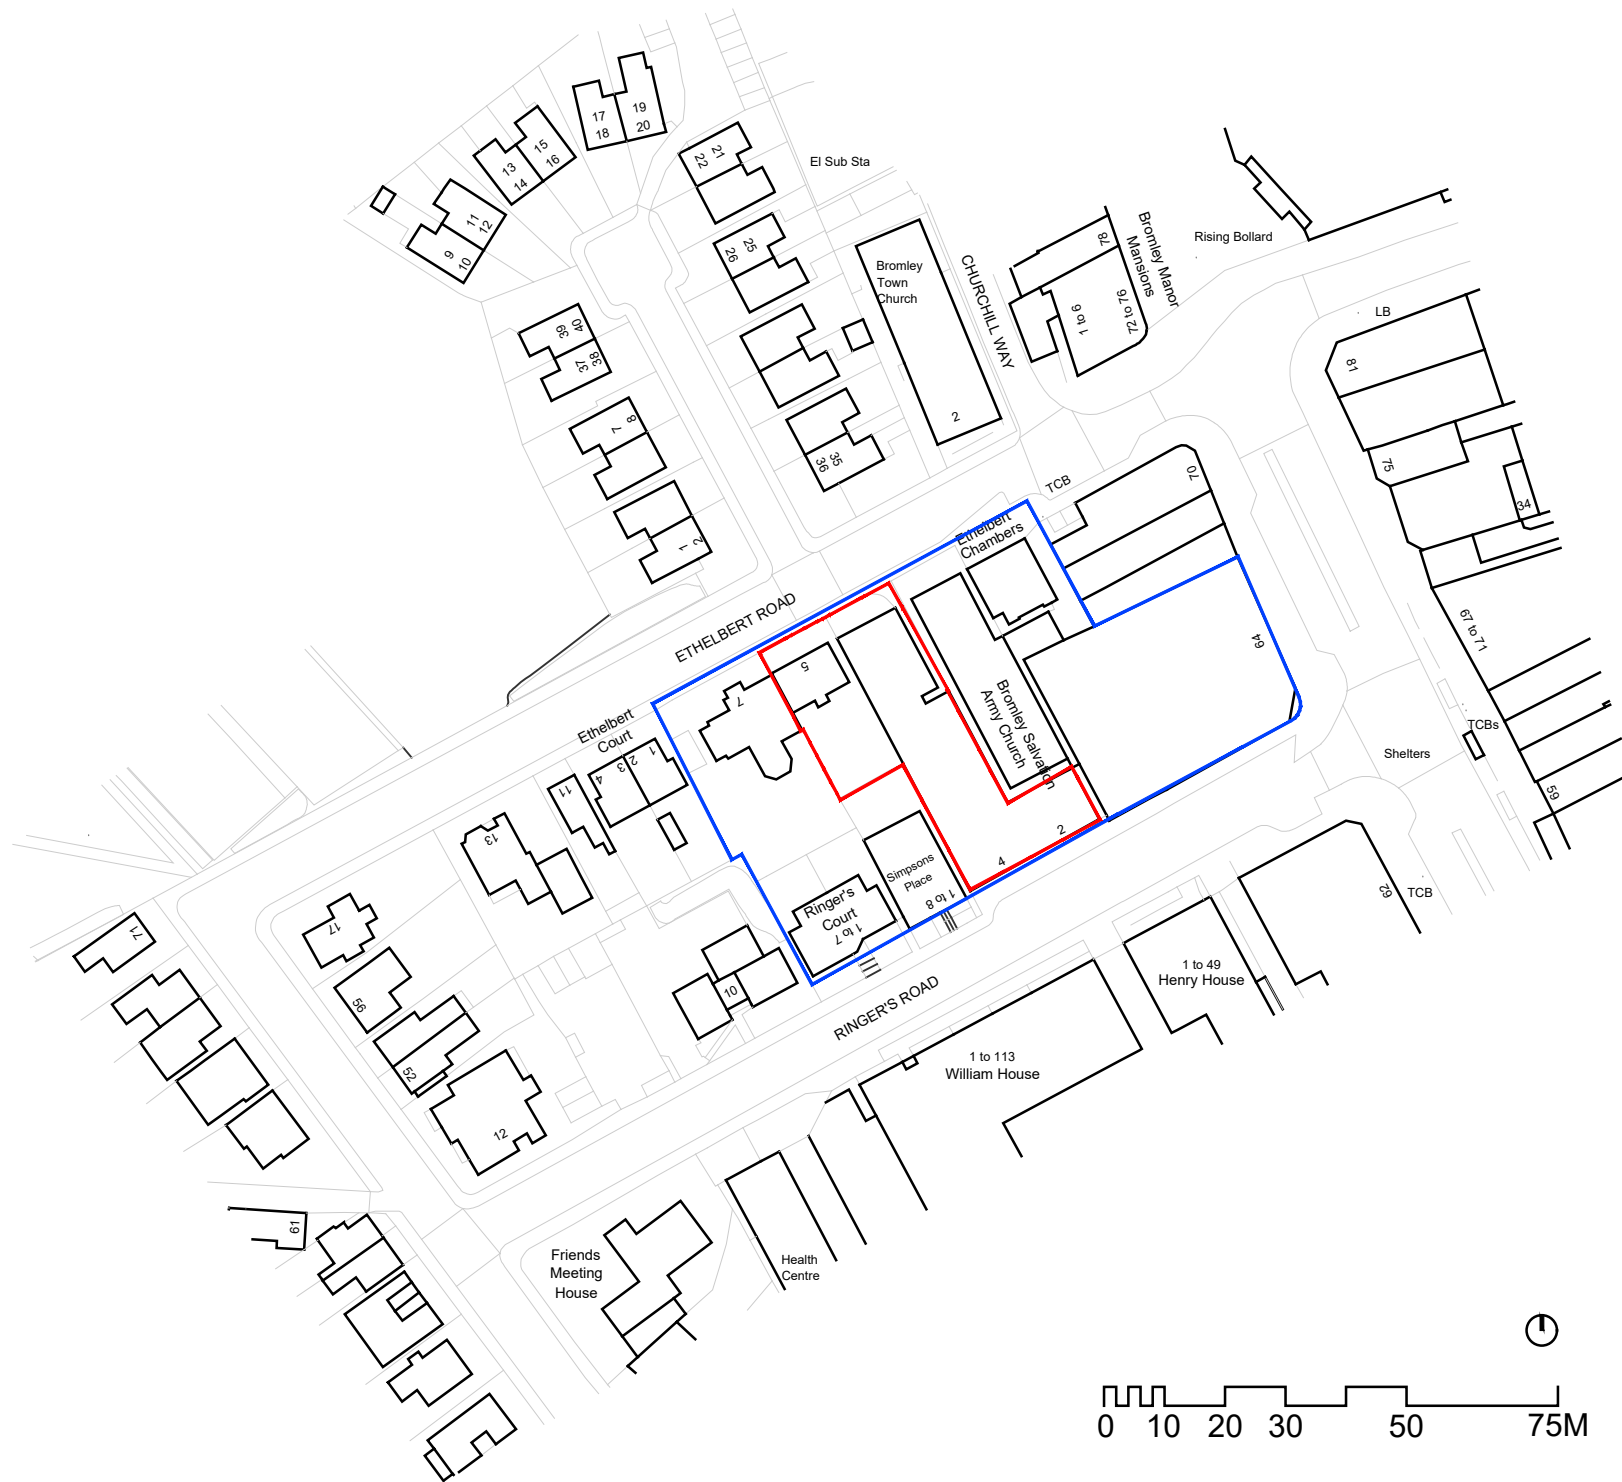 17
18
19
20
15
16
13
14
11
12
9
10
22
21
El Sub Sta
25
26
Bromley
Town
Church
CHURCHILL WAY
2
78
Bromley Manor
Mansions
1 to 6
72 to 76
Rising Bollard
LB
81
75
34
40
39
38
37
8
7
1
2
36
35
TCB
70
Ethelbert
Chambers
ETHELBERT ROAD
5
7
64
67 to 71
Bromley Salvation
Army Church
TCBs
Shelters
59
Ethelbert
Court
1
2
3
4
11
13
2
4
Simpsons
Place
1 to 8
Ringer's
Court
1 to 7
62
TCB
17
71
56
52
10
RINGER'S ROAD
1 to 49
Henry House
1 to 113
William House
12
61
Friends
Meeting
House
Health
Centre
0 10 20 30 50 75M